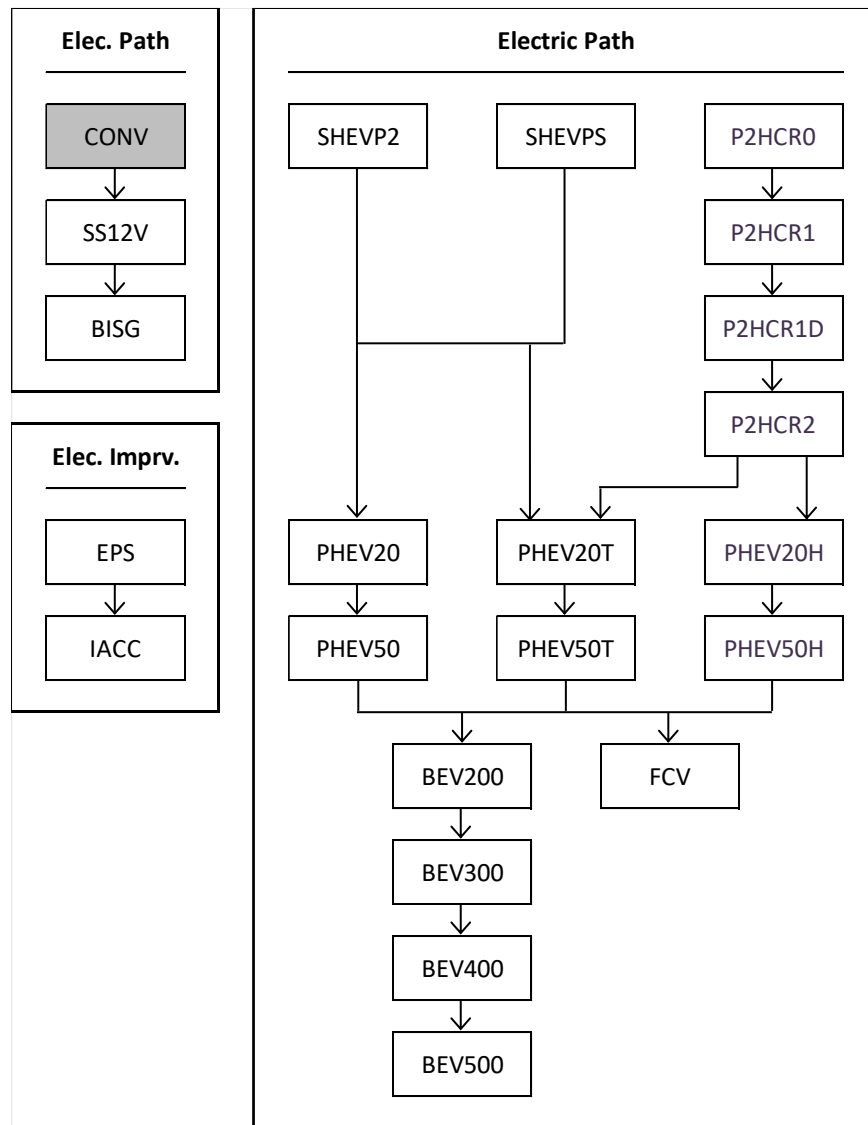 Elec. Path
CONV
SS12V
BISG
Elec. Imprv.
EPS
IACC
Electric Path
SHEVP2
SHEVPS
P2HCR0
P2HCR1
P2HCR1D
P2HCR2
PHEV20
PHEV20T
PHEV20H
PHEV50
PHEV50T
PHEV50H
BEV200
FCV
BEV300
BEV400
BEV500